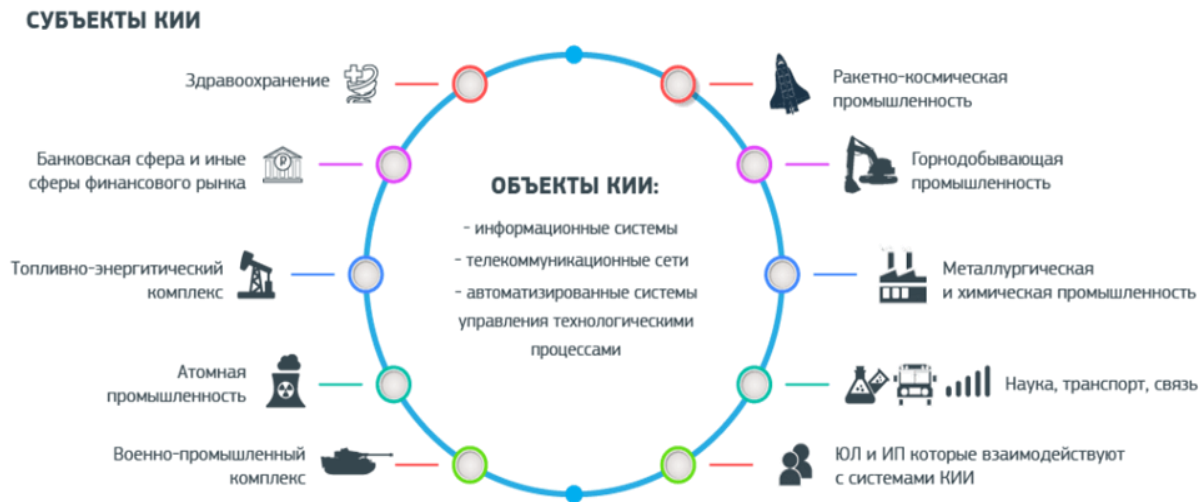 СУБЪЕКТЫ КИИ
Здравоохранение
Банковская сфера и иные
сферы финансового рынка
Топливно-энергитический
комплекс
Атомная
промышленность
Военно-промышленный
комплекс
ОБЪЕКТЫ КИИ:
- информационные системы
- телекоммуникационные сети
- автоматизированные системы
управления технологическими
процессами
Ракетно-космическая
промышленность
Горнодобывающая
промышленность
Металлургическая
и химическая промышленность
Наука, транспорт, связь
ЮЛ и ИП которые взаимодействуют
с системами КИИ